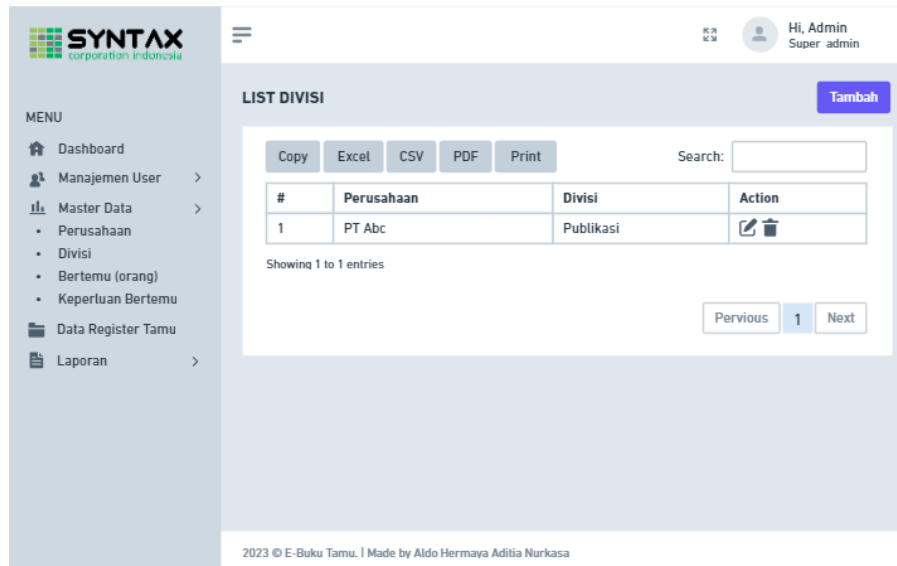 SYNTAX
corporation indonesia
Hi, Admin
Super admin
MENU
Dashboard
Manajemen User
Master Data
• Perusahaan
• Divisi
• Bertemu (orang)
• Keperluan Bertemu
Data Register Tamu
Laporan
LIST DIVISI
Tambah
Copy Excel CSV PDF Print Search:
# Perusahaan Divisi Action
1 PT Abc Publikasi
Showing 1 to 1 entries
Pervious 1 Next
2023 © E-Buku Tamu. | Made by Aldo Hermaya Aditia Nurkasa